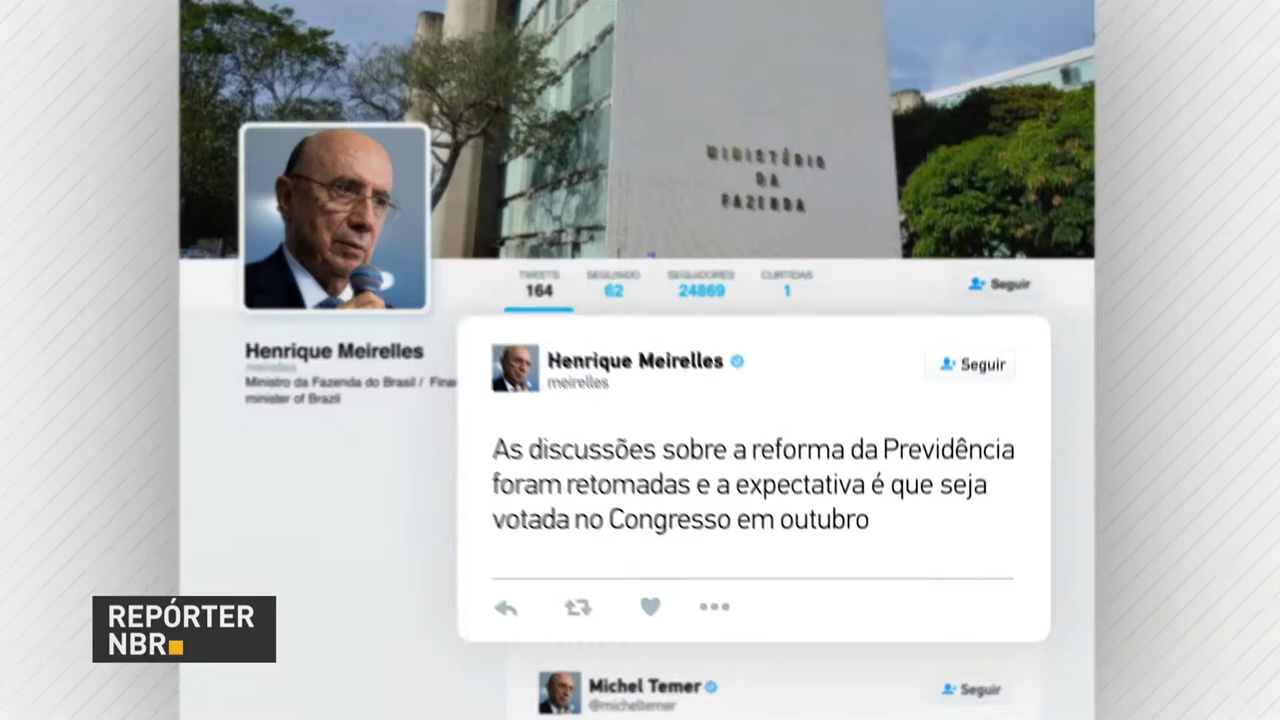 MINISTÉRIO
DA
FAZENDA
TWEETS
164
SEGUINDO
62
SEGUIDORES
24869
CURTIDAS
1
Seguir
Henrique Meirelles
meirelles
Ministro da Fazenda do Brasil / Finan
minister of Brazil
Henrique Meirelles
meirelles
Seguir
As discussões sobre a reforma da Previdência
foram retomadas e a expectativa é que seja
votada no Congresso em outubro
REPÓRTER
NBR
Michel Temer
@micheltemer
Seguir